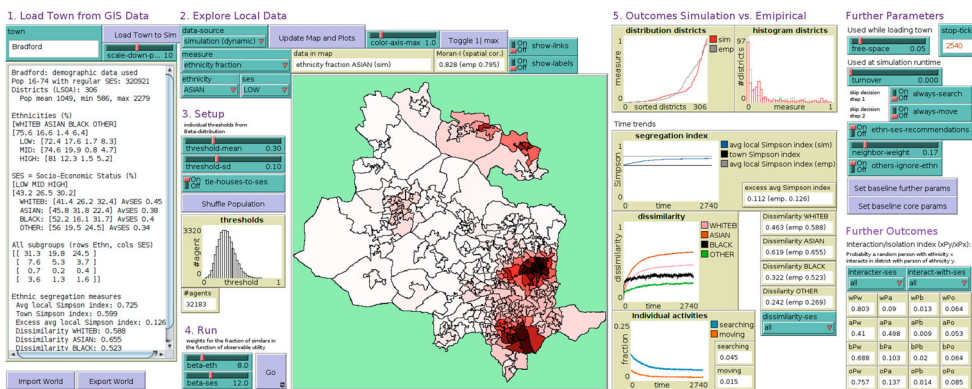 1. Load Town from GIS Data
town
Bradford
Load Town to Sim
scale-down-p... 10
Bradford: demographic data used
Pop 16-74 with regular SES: 320921
Districts (LSOA): 306
Pop mean 1049, min 586, max 2279
Ethnicities (%)
[WHITEB ASIAN BLACK OTHER]
[75.6 16.6 1.4 6.4]
LOW: [72.4 17.6 1.7 8.3]
MID: [74.6 19.9 0.8 4.7]
HIGH: [81 12.3 1.5 5.2]
SES = Socio-Economic Status (%)
[LOW MID HIGH]
[43.2 26.5 30.2]
WHITEB: [41.4 26.2 32.4] AvSES 0.45
ASIAN: [45.8 31.8 22.4] AvSES 0.38
BLACK: [52.2 16.1 31.7] AvSES 0.4
OTHER: [56 19.5 24.5] AvSES 0.34
All subgroups (rows Ethn, cols SES)
[[ 31.3 19.8 24.5 ]
[ 7.6 5.3 3.7 ]
[ 0.7 0.2 0.4 ]
[ 3.6 1.3 1.6 ]]
Ethnic segregation measures
Avg local Simpson index: 0.725
Town Simpson index: 0.599
Excess avg local Simpson index: 0.126
Dissimilarity WHITEB: 0.588
Dissimilarity ASIAN: 0.655
Dissimilarity BLACK: 0.523
Import World
Export World
2. Explore Local Data
data-source
simulation (dynamic)
Update Map and Plots
color-axis-max 1.0
Toggle 1| max
On
Off
show-links
measure
ethnicity fraction
data in map
ethnicity fraction ASIAN (sim)
Moran-I (spatial cor.)
0.828 (emp 0.795)
On
Off
show-labels
ethnicity
ASIAN
ses
LOW
3. Setup
individual thresholds from
Beta-distribution
threshold-mean 0.30
threshold-sd 0.10
On
Off
tie-houses-to-ses
Shuffle Population
thresholds
3320
#agent
0
0
threshold
1
#agents
32183
4. Run
weights for the fraction of similars in
the function of observable utility
beta-eth 8.0
beta-ses 12.0
Go
5. Outcomes Simulation vs. Empirical
distribution districts
1
measure
0
0
sorted districts
306
sim
emp
histogram districts
97
#districts
0
0
measure
1
Time trends
segregation index
1
Simpson
0
0
time
2740
avg local Simpson index (sim)
town Simpson index
avg local Simpson index (emp)
excess avg Simpson index
0.112 (emp 0.126)
dissimilarity
1
dissimilarity
0
0
time
2740
WHITEB
ASIAN
BLACK
OTHER
Dissimilarity WHITEB
0.463 (emp 0.588)
Dissimilarity ASIAN
0.619 (emp 0.655)
Dissimilarity BLACK
0.322 (emp 0.523)
Dissilarity OTHER
0.242 (emp 0.269)
dissimilarity-ses
all
Individual activities
0.25
fraction
0
0
time
2740
searching
moving
searching
0.045
moving
0.015
Further Parameters
Used while loading town
free-space 0.05
stop-tick
2540
Used at simulation runtime
turnover 0.000
skip decision
step 1
On
Off
always-search
skip decision
step 2
On
Off
always-move
On
Off
ethn-ses-recommendations
neighbor-weight 0.17
On
Off
others-ignore-ethn
Set baseline further params
Set baseline core params
Further Outcomes
Interaction/Isolation Index (xPy/xPx):
Probabilty a random person with ethnicity x
interacts in district with person of ethnicity y.
interacter-ses
all
interact-with-ses
all
wPw
0.803
wPa
0.09
wPb
0.013
wPo
0.064
aPw
0.41
aPa
0.498
aPb
0.009
aPo
0.053
bPw
0.688
bPa
0.103
bPb
0.02
bPo
0.064
oPw
0.757
oPa
0.137
oPb
0.014
oPo
0.085